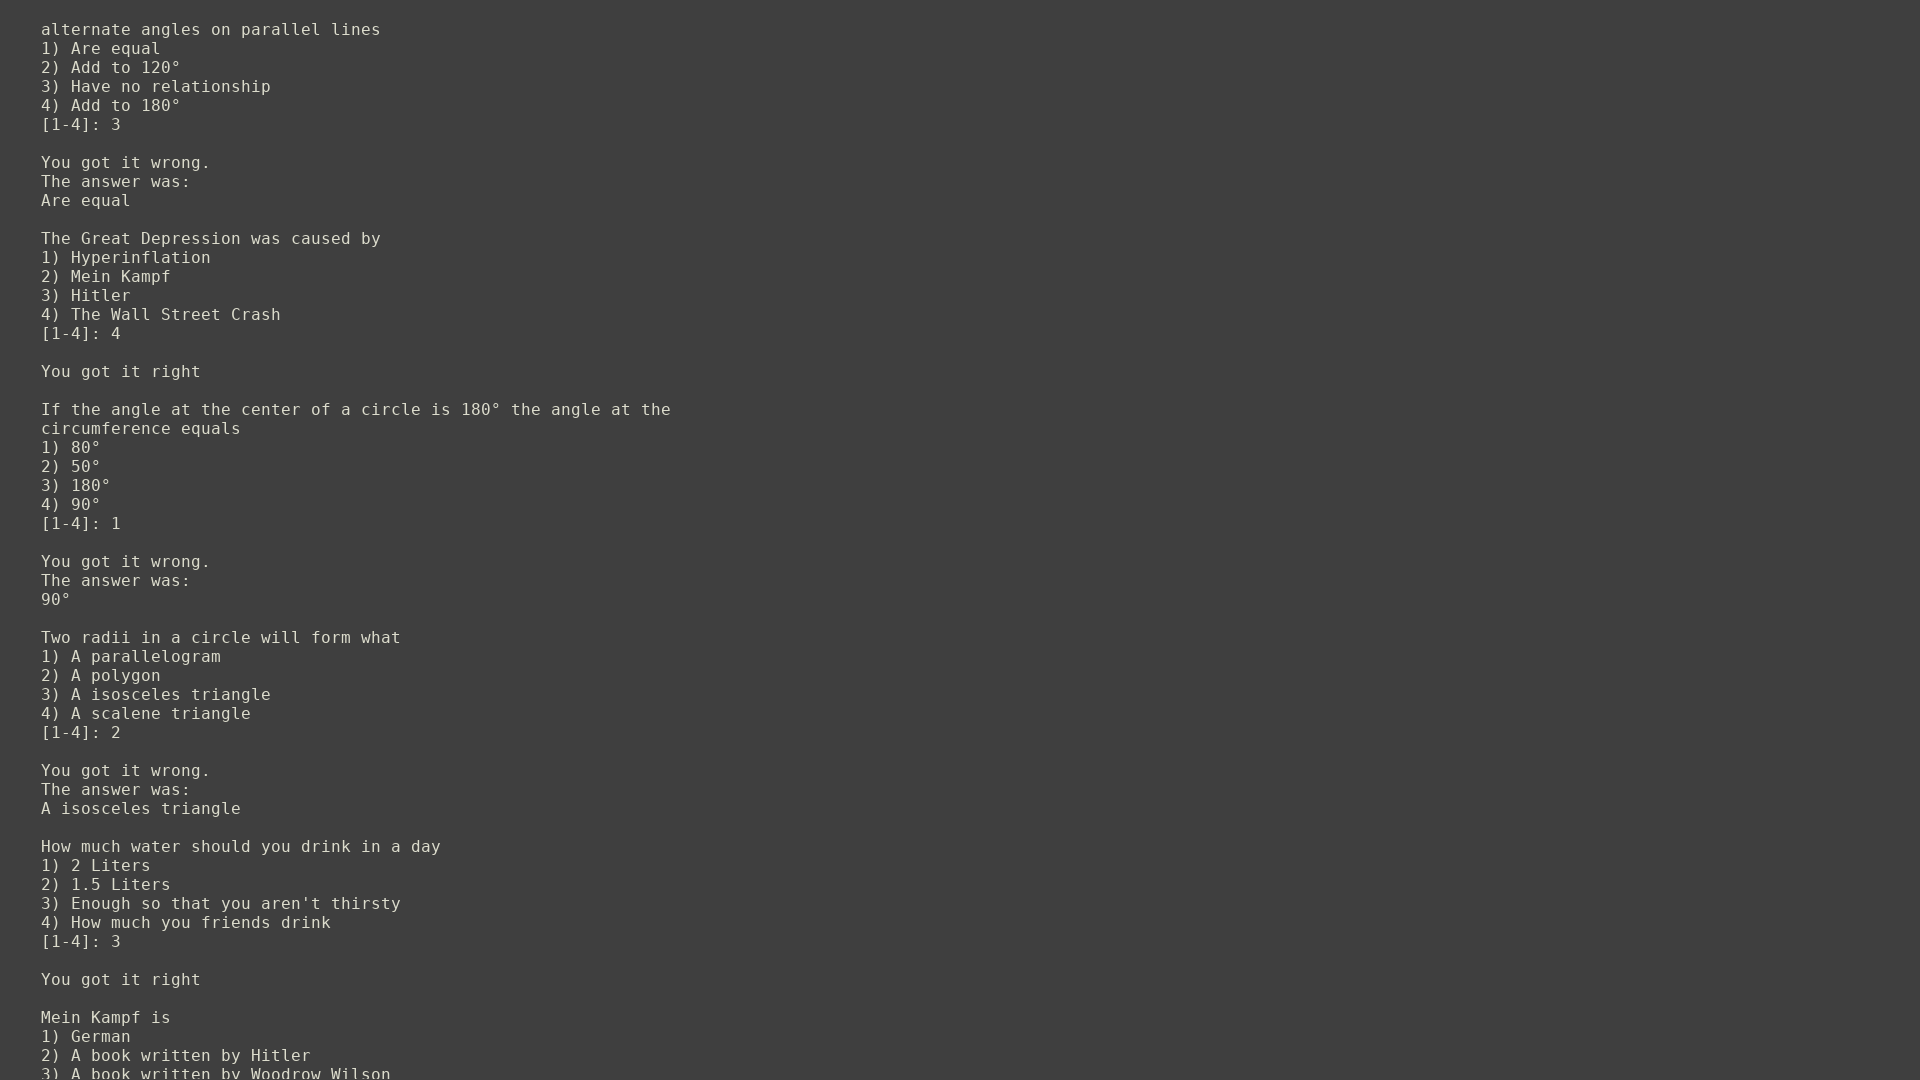 alternate angles on parallel lines
1) Are equal
2) Add to 120°
3) Have no relationship
4) Add to 180°
[1-4]: 3
You got it wrong.
The answer was:
Are equal
The Great Depression was caused by
1) Hyperinflation
2) Mein Kampf
3) Hitler
4) The Wall Street Crash
[1-4]: 4
You got it right
If the angle at the center of a circle is 180° the angle at the
circumference equals
1) 80°
2) 50°
3) 180°
4) 90°
[1-4]: 1
You got it wrong.
The answer was:
90°
Two radii in a circle will form what
1) A parallelogram
2) A polygon
3) A isosceles triangle
4) A scalene triangle
[1-4]: 2
You got it wrong.
The answer was:
A isosceles triangle
How much water should you drink in a day
1) 2 Liters
2) 1.5 Liters
3) Enough so that you aren't thirsty
4) How much you friends drink
[1-4]: 3
You got it right
Mein Kampf is
1) German
2) A book written by Hitler
3) A book written by Woodrow Wilson